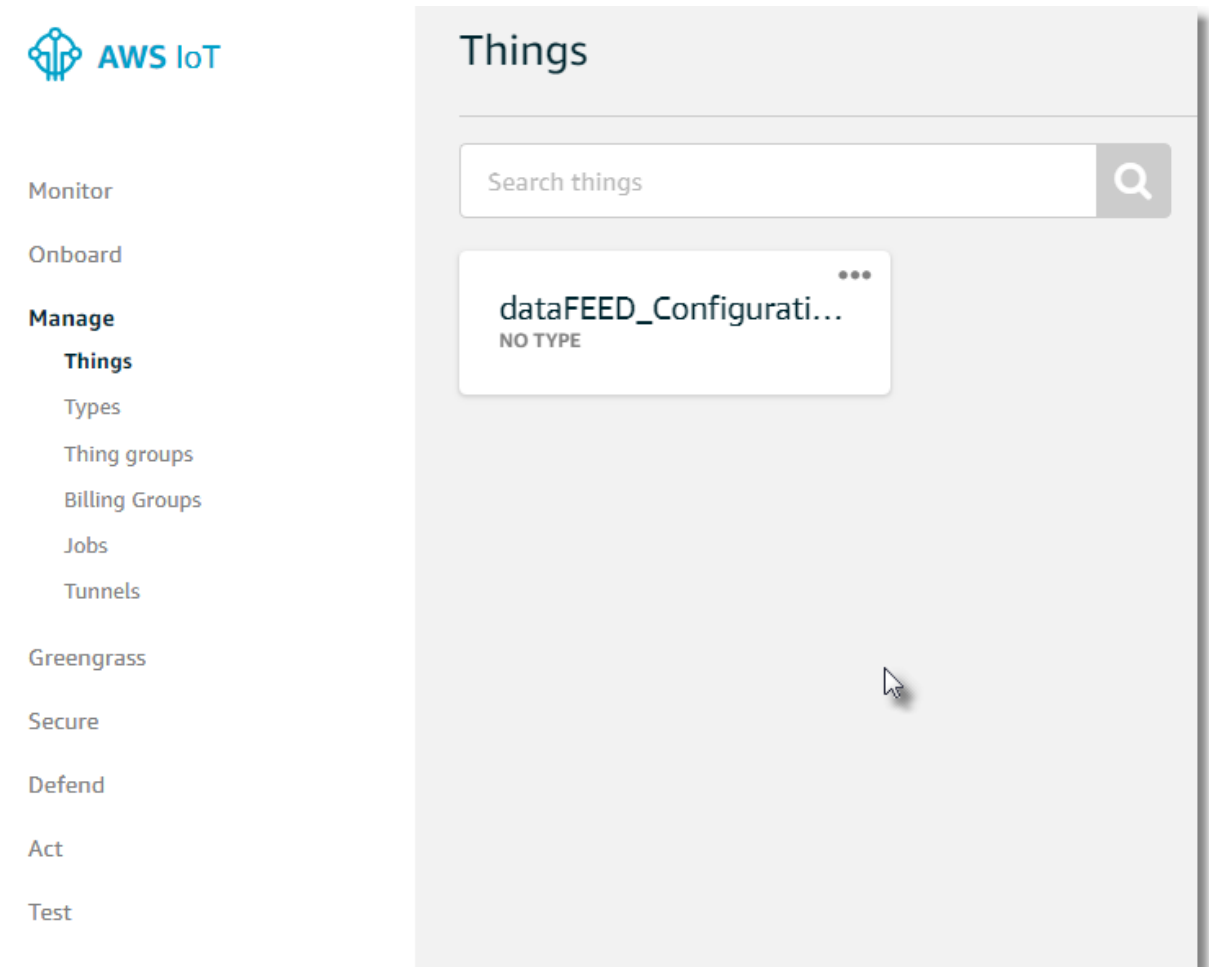 AWS IoT
Monitor
Onboard
Manage
Things
Types
Thing groups
Billing Groups
Jobs
Tunnels
Greengrass
Secure
Defend
Act
Test
Things
Search things
dataFEED_Configurati...
NO TYPE